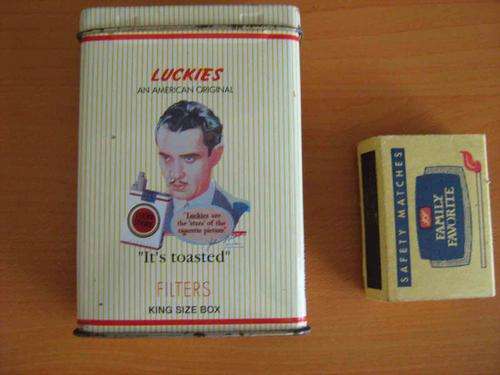 LUCKIES
AN AMERICAN ORIGINAL
"Luckies are
the 'stars' of the
cigarette picture"
"It's toasted"
FILTERS
KING SIZE BOX
SAFETY MATCHES
FAMILY
FAVORITE